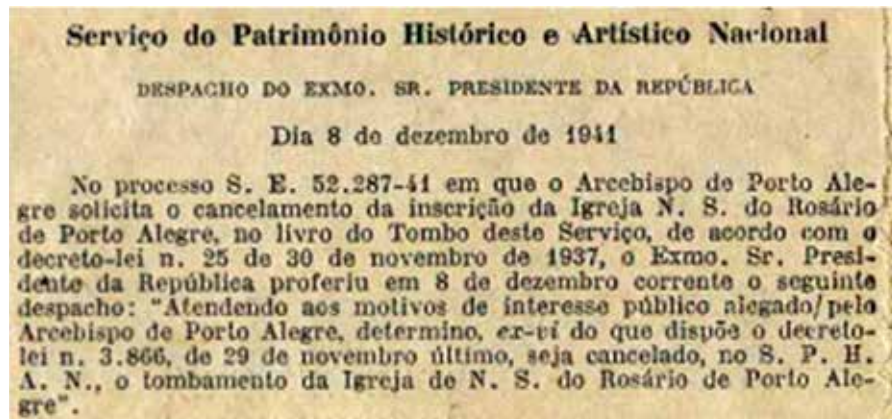 Serviço do Patrimônio Histórico e Artístico Nacional
DESPACHO DO EXMO. SR. PRESIDENTE DA REPÚBLICA
Dia 8 de dezembro de 1941
No processo S. E. 52.287-41 em que o Arcebispo de Porto Ale-
gre solicita o cancelamento da inscrição da Igreja N. S. do Rosário
de Porto Alegre, no livro do Tombo deste Serviço, de acordo com o
decreto-lei n. 25 de 30 de novembro de 1937, o Exmo. Sr. Presi-
dente da República proferiu em 8 de dezembro corrente o seguinte
despacho: "Atendendo aos motivos de interesse público alegado/pelo
Arcebispo de Porto Alegre, determino, ex-vi do que dispõe o decreto-
lei n. 3.866, de 29 de novembro último, seja cancelado, no S. P. H.
A. N., o tombamento da Igreja de N. S. do Rosário de Porto Ale-
gre".